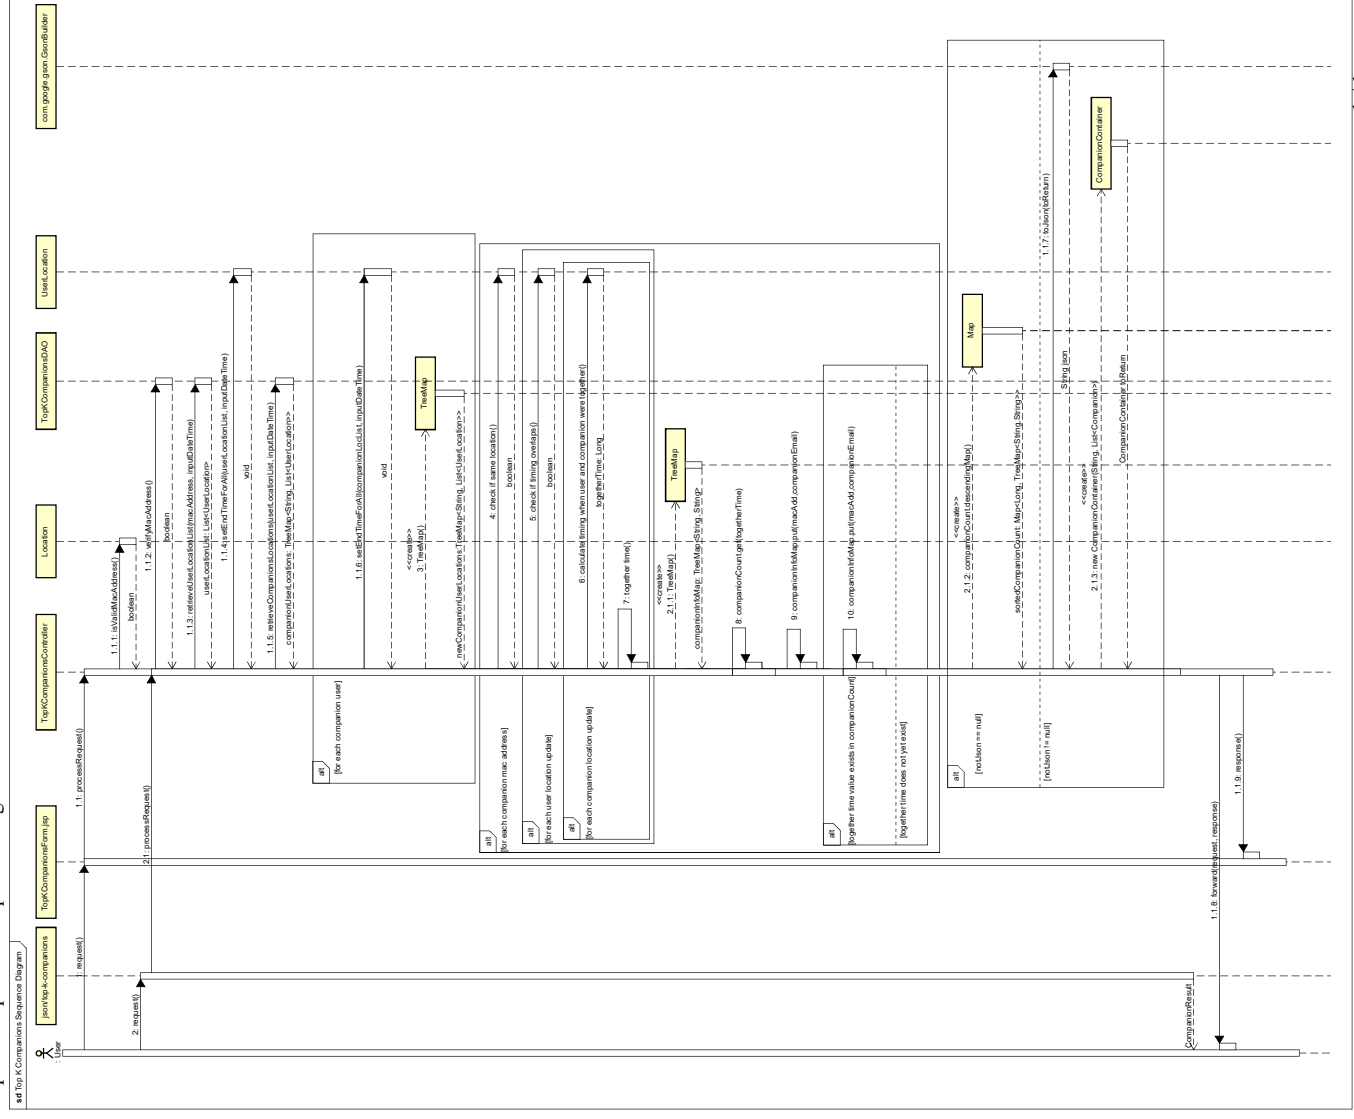 sd Top K Companions Sequence Diagram
: User
json/top-k-companions
TopKCompanionsForm.jsp
TopKCompanionsController
Location
TopKCompanionsDAO
UserLocation
com.google.gson.GsonBuilder
1: request()
1.1: processRequest()
1.1.1: isValidMacAddress()
boolean
2: request()
2.1: processRequest()
1.1.2: verifyMacAddress()
boolean
1.1.3: retrieveUserLocationList(macAddress, inputDateTime)
userLocationList: List<UserLocation>
1.1.4: setEndTimeForAll(userLocationList, inputDateTime)
void
1.1.5: retrieveCompanionsLocations(userLocationList, inputDateTime)
companionUserLocations: TreeMap<String, List<UserLocation>>
alt
[for each companion user]
1.1.6: setEndTimeForAll(companionLocList, inputDateTime)
void
<<create>>
3: TreeMap()
TreeMap
newCompanionUserLocations:TreeMap<String, List<UserLocation>>
alt
[for each companion mac address]
4: check if same location()
boolean
alt
[for each user location update]
5: check if timing overlaps()
boolean
alt
[for each companion location update]
6: calculate timing when user and companion were together()
togetherTime: Long
7: together time()
<<create>>
2.1.1: TreeMap()
TreeMap
companionInfoMap: TreeMap<String, String>
8: companionCount.get(togetherTime)
9: companionInfoMap.put(macAdd,companionEmail)
alt
[together time value exists in companionCount]
10: companionInfoMap.put(macAdd,companionEmail)
[together time does not yet exist]
alt
[notJson == null]
<<create>>
2.1.2: companionCount.descendingMap()
Map
sortedCompanionCount: Map<Long, TreeMap<String,String>>
[notJson != null]
1.1.7: toJson(toReturn)
String json
<<create>>
2.1.3: new CompanionContainer(String, List<Companion>)
CompanionContainer
CompanionContainer toReturn
CompanionResult
1.1.8: forward(request, response)
1.1.9: response()